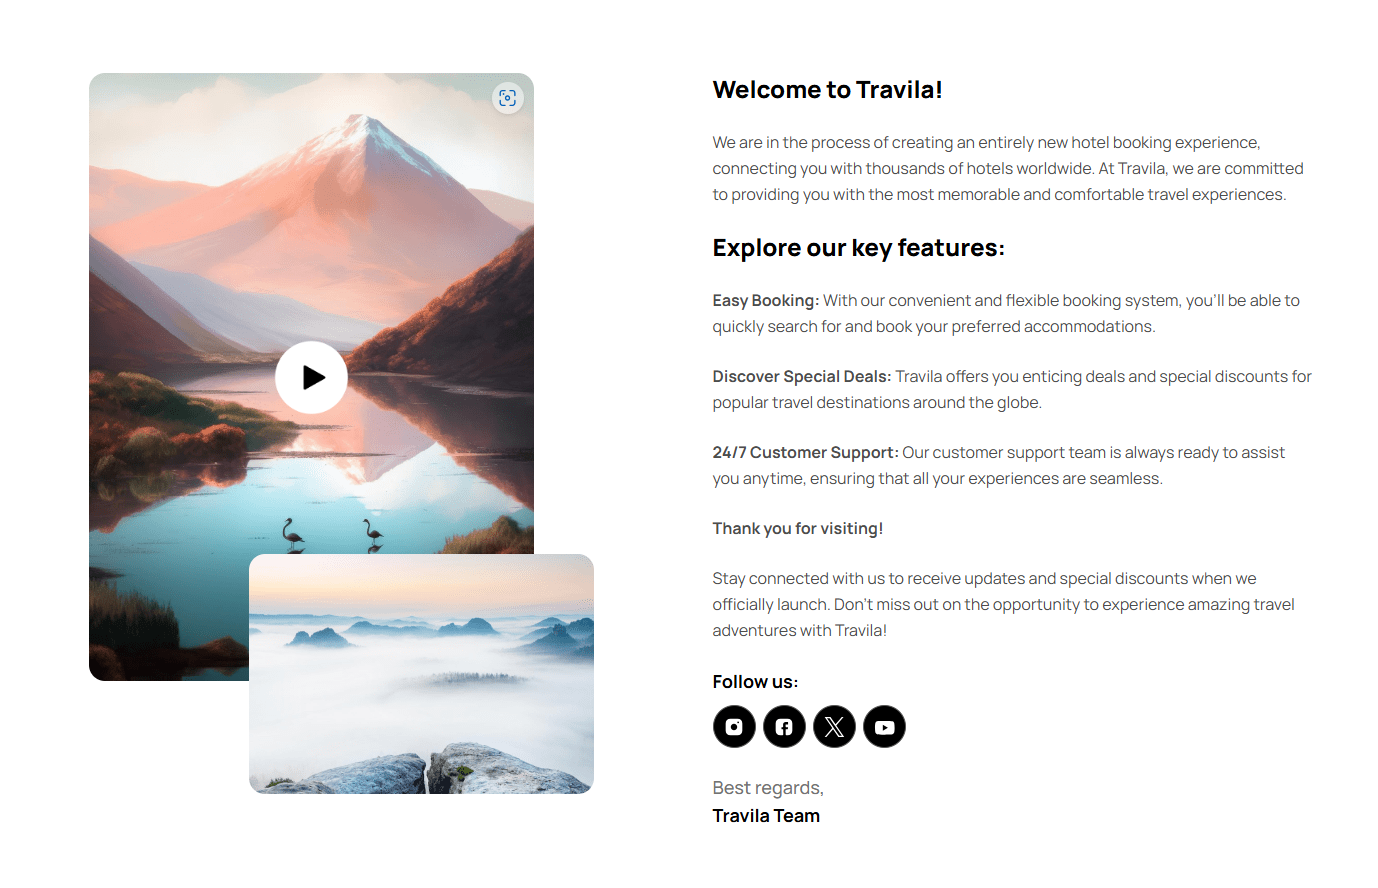 Welcome to Travila!
We are in the process of creating an entirely new hotel booking experience,
connecting you with thousands of hotels worldwide. At Travila, we are committed
to providing you with the most memorable and comfortable travel experiences.
Explore our key features:
Easy Booking: With our convenient and flexible booking system, you'll be able to
quickly search for and book your preferred accommodations.
Discover Special Deals: Travila offers you enticing deals and special discounts for
popular travel destinations around the globe.
24/7 Customer Support: Our customer support team is always ready to assist
you anytime, ensuring that all your experiences are seamless.
Thank you for visiting!
Stay connected with us to receive updates and special discounts when we
officially launch. Don't miss out on the opportunity to experience amazing travel
adventures with Travila!
Follow us:
Best regards,
Travila Team